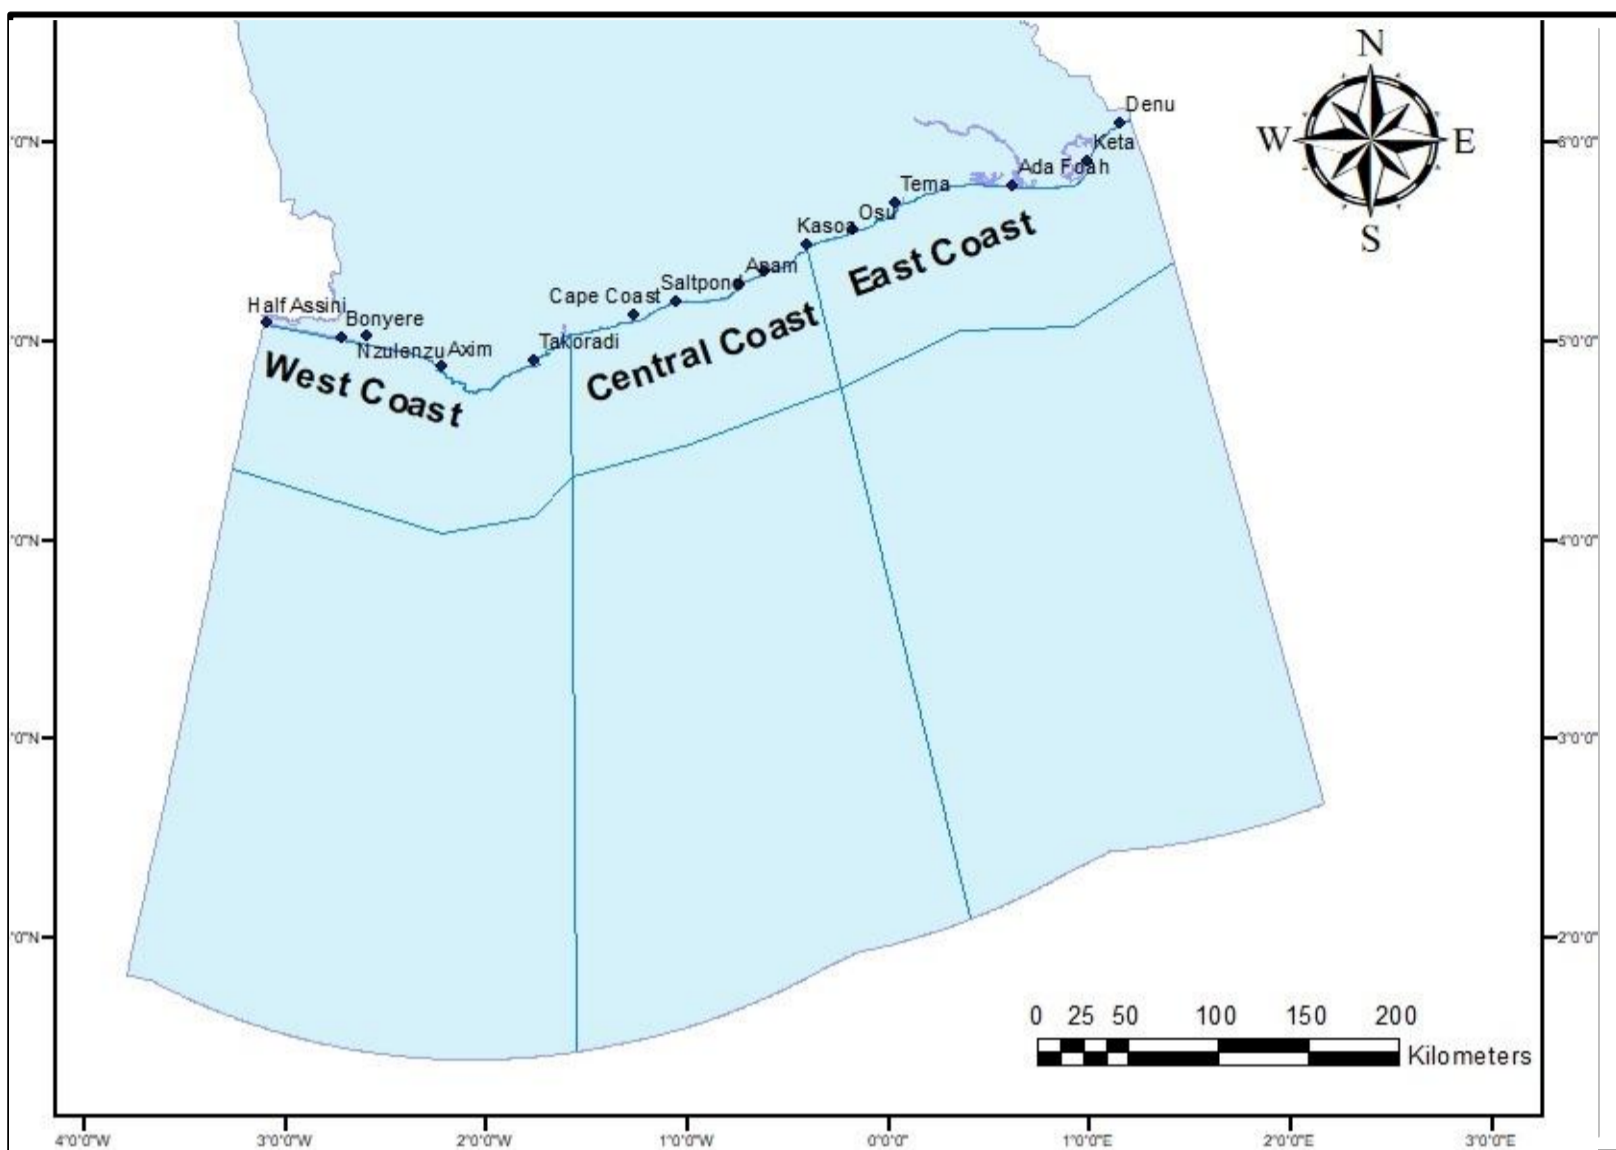 N
W E
S
Denu
6°0'0"
Keta
Ada Foah
Tema
Osu
Kasoa
East Coast
Apam
Saltpond
Cape Coast
Central Coast
Half Assini
Bonyere
Takoradi
5°0'0"
Nzulenzu Axim
West Coast
4°0'0"
3°0'0"
2°0'0"
0 25 50 100 150 200
Kilometers
4°0'0"W 3°0'0"W 2°0'0"W 1°0'0"W 0°0'0" 1°0'0"E 2°0'0"E 3°0'0"E